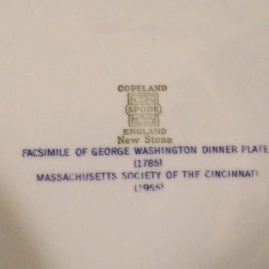 COPELAND
SPODE
ENGLAND
New Stone
FACSIMILE OF GEORGE WASHINGTON DINNER PLATE
(1785)
MASSACHUSETTS SOCIETY OF THE CINCINNATI
(1955)